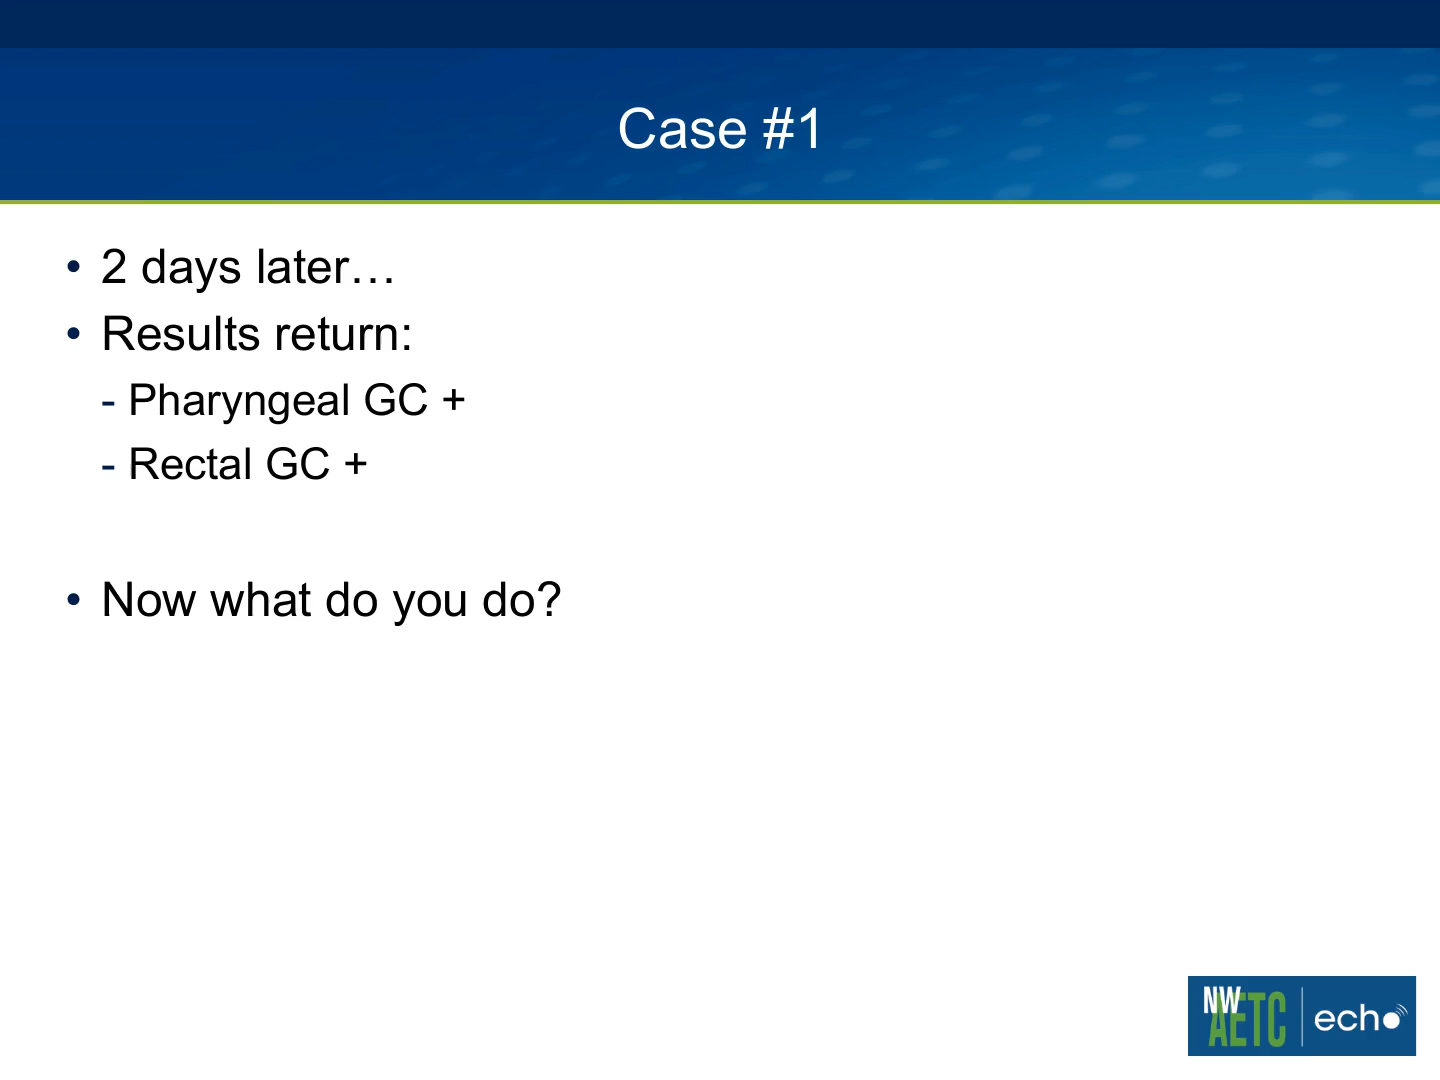 Case #1
• 2 days later…
• Results return:
- Pharyngeal GC +
- Rectal GC +
• Now what do you do?
NW
AETC
echo